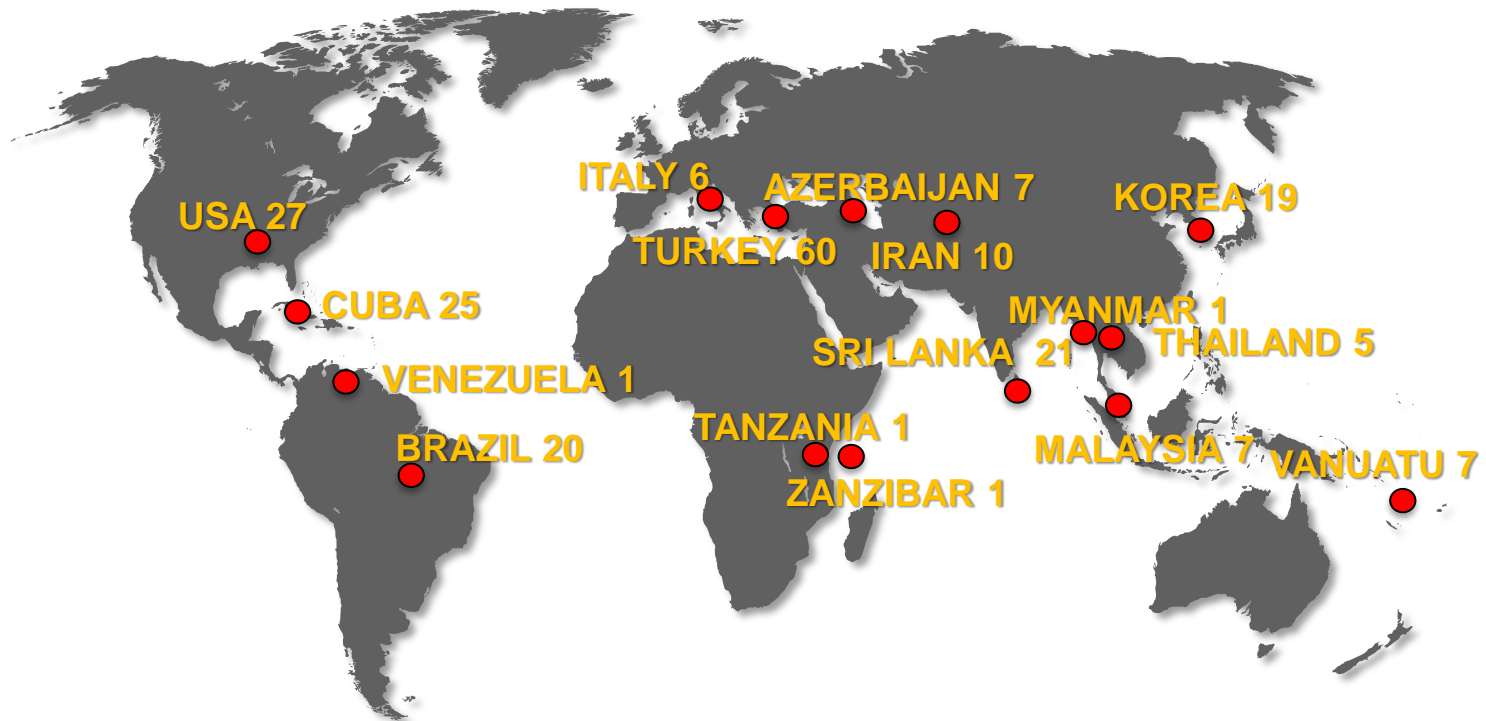 ITALY 6
AZERBAIJAN 7
KOREA 19
USA 27
TURKEY 60
IRAN 10
CUBA 25
MYANMAR 1
THAILAND 5
SRI LANKA 21
VENEZUELA 1
TANZANIA 1
BRAZIL 20
MALAYSIA 7
VANUATU 7
ZANZIBAR 1